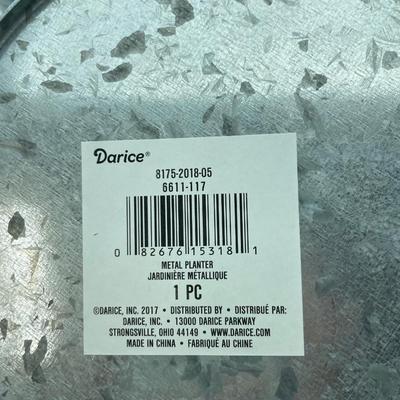 Darice®
8175-2018-05
6611-117
0 82676 15318 1
METAL PLANTER
JARDINIÈRE MÉTALLIQUE
1 PC
©DARICE, INC. 2017 • DISTRIBUTED BY • DISTRIBUÉ PAR:
DARICE, INC. • 13000 DARICE PARKWAY
STRONGSVILLE, OHIO 44149 • WWW.DARICE.COM
MADE IN CHINA • FABRIQUÉ AU CHINE